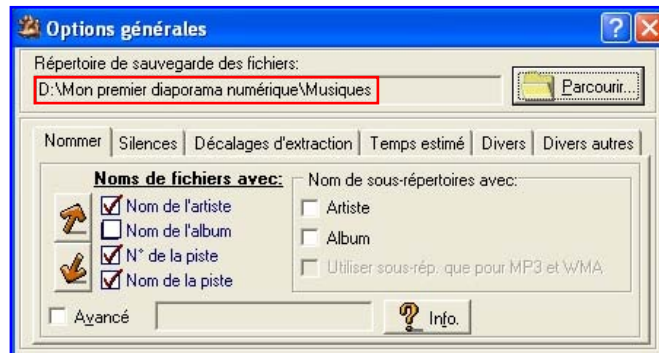 Options générales
Répertoire de sauvegarde des fichiers:
D:\Mon premier diaporama numérique\Musiques
Parcourir...
Nommer Silences Décalages d'extraction Temps estimé Divers Divers autres
Noms de fichiers avec:
Nom de l'artiste
Nom de l'album
N° de la piste
Nom de la piste
Nom de sous-répertoires avec:
Artiste
Album
Utiliser sous-rép. que pour MP3 et WMA
Avancé
Info.